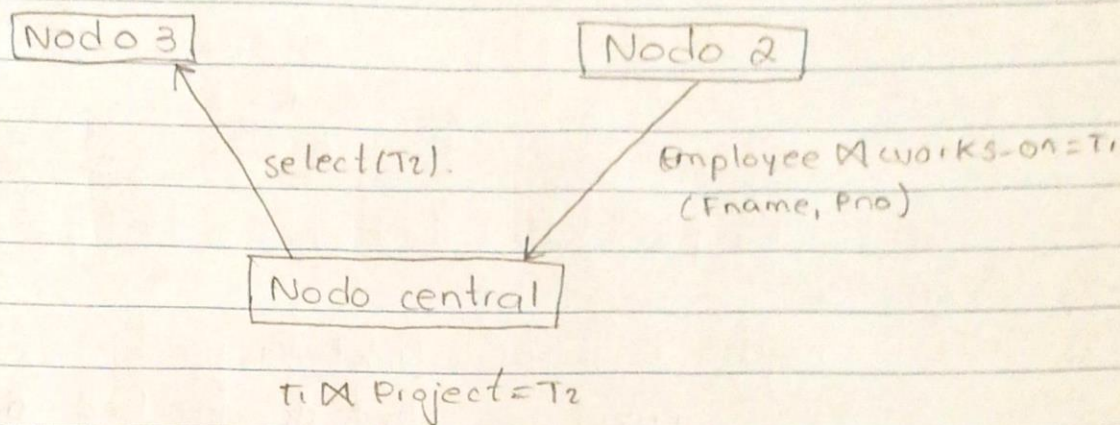 Nodo 3
Nodo 2
select(T2).
Employee ⋈ works-on = T1
(Fname, Pno)
Nodo central
T1 ⋈ Project = T2